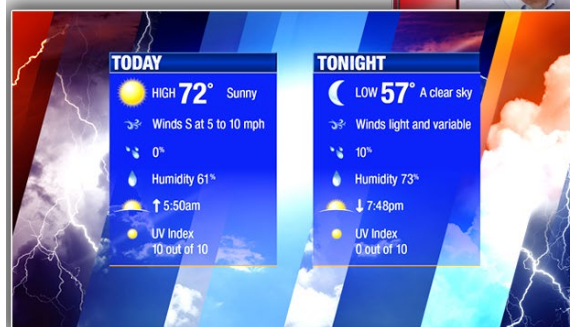 TODAY
HIGH 72° Sunny
Winds S at 5 to 10 mph
0%
Humidity 61%
↑ 5:50am
UV Index
10 out of 10
TONIGHT
LOW 57° A clear sky
Winds light and variable
10%
Humidity 73%
↓ 7:48pm
UV Index
0 out of 10